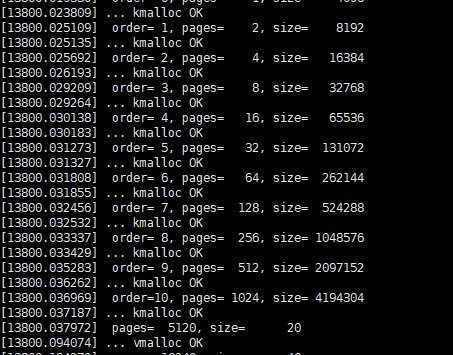 [13800.023809] ... kmalloc OK
[13800.025109]  order= 1, pages=    2, size=    8192
[13800.025135] ... kmalloc OK
[13800.025692]  order= 2, pages=    4, size=   16384
[13800.026193] ... kmalloc OK
[13800.029209]  order= 3, pages=    8, size=   32768
[13800.029264] ... kmalloc OK
[13800.030138]  order= 4, pages=   16, size=   65536
[13800.030183] ... kmalloc OK
[13800.031273]  order= 5, pages=   32, size=  131072
[13800.031327] ... kmalloc OK
[13800.031808]  order= 6, pages=   64, size=  262144
[13800.031855] ... kmalloc OK
[13800.032456]  order= 7, pages=  128, size=  524288
[13800.032532] ... kmalloc OK
[13800.033337]  order= 8, pages=  256, size= 1048576
[13800.033429] ... kmalloc OK
[13800.035283]  order= 9, pages=  512, size= 2097152
[13800.036262] ... kmalloc OK
[13800.036969]  order=10, pages= 1024, size= 4194304
[13800.037187] ... kmalloc OK
[13800.037972]  pages=  5120, size=      20
[13800.094074] ... vmalloc OK